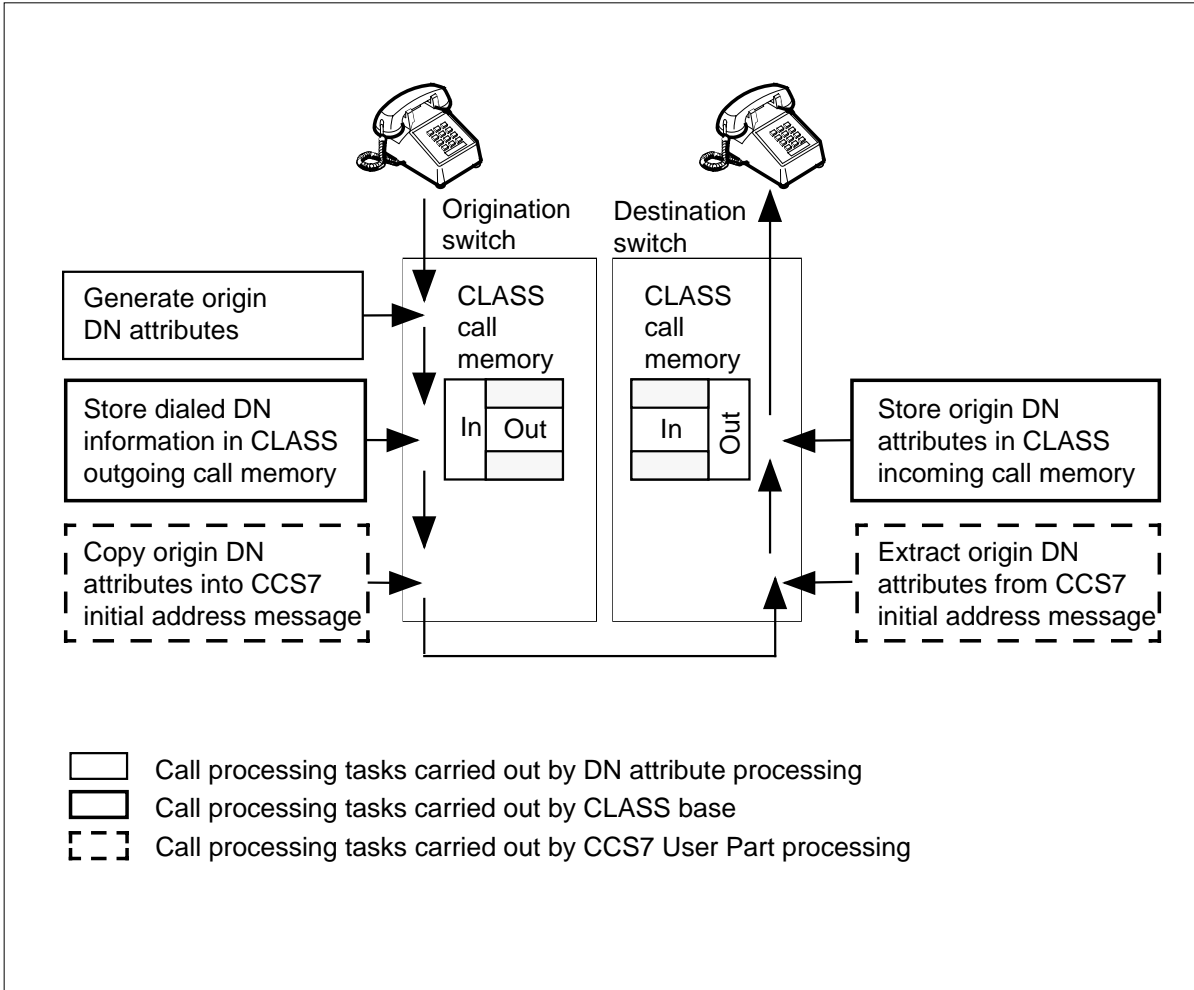 Origination
switch
Destination
switch
Generate origin
DN attributes
CLASS
call
memory
CLASS
call
memory
Store dialed DN
information in CLASS
outgoing call memory
In
Out
In
Out
Store origin DN
attributes in CLASS
incoming call memory
Copy origin DN
attributes into CCS7
initial address message
Extract origin DN
attributes from CCS7
initial address message
Call processing tasks carried out by DN attribute processing
Call processing tasks carried out by CLASS base
Call processing tasks carried out by CCS7 User Part processing